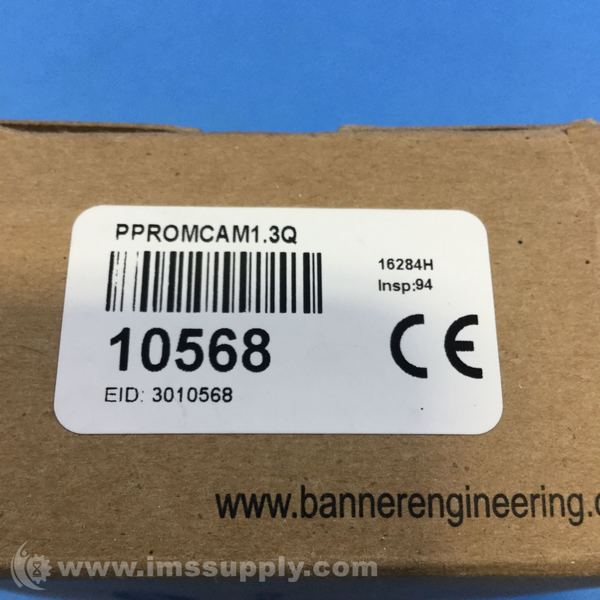 PPROMCAM1.3Q
16284H
Insp:94
10568
CE
EID: 3010568
www.bannerengineering.c
www.imssupply.com